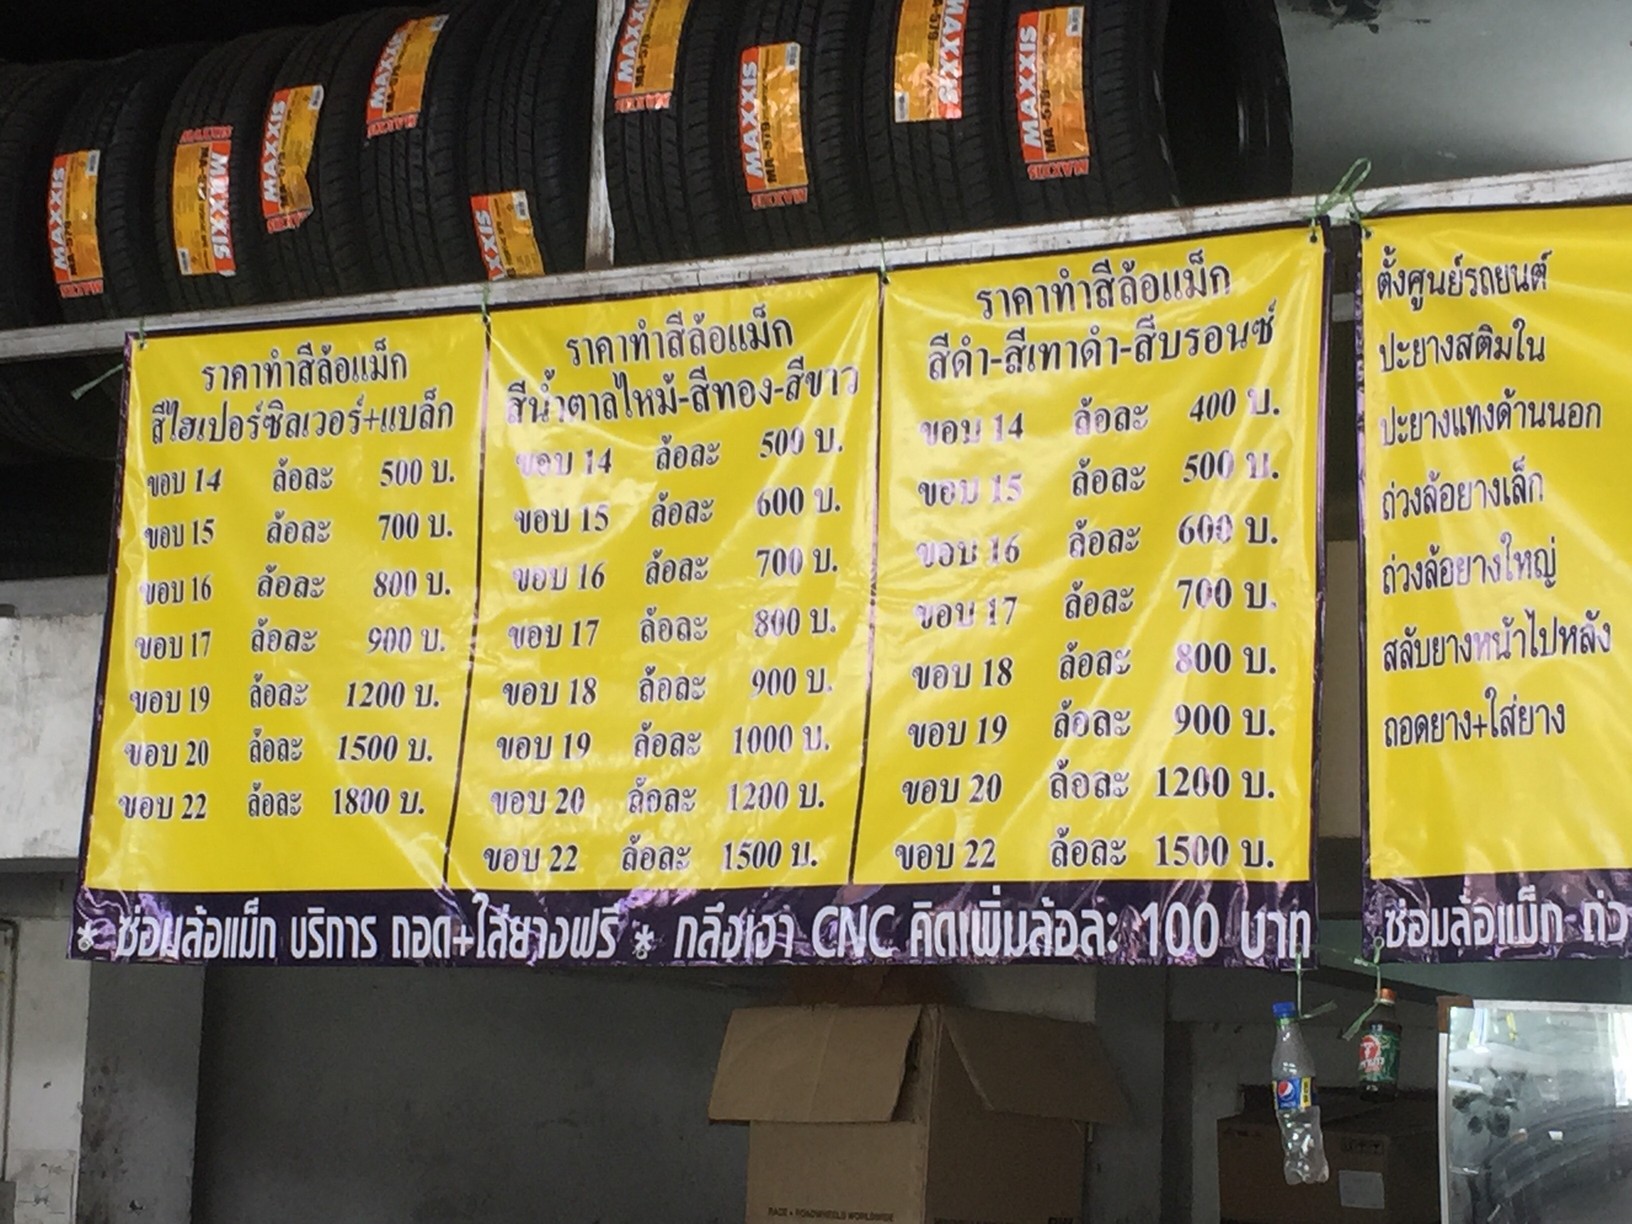 MAXXIS
MAXXIS
MAXXIS
MAXXIS
MAXXIS
MAXXIS
MAXXIS MA-579
MAXXIS
MAXXIS MA-579
ราคาทำสีล้อแม็ก
สีไฮเปอร์ซิลเวอร์+แบล็ก
ขอบ 14 ล้อละ 500 บ.
ขอบ 15 ล้อละ 700 บ.
ขอบ 16 ล้อละ 800 บ.
ขอบ 17 ล้อละ 900 บ.
ขอบ 19 ล้อละ 1200 บ.
ขอบ 20 ล้อละ 1500 บ.
ขอบ 22 ล้อละ 1800 บ.
ราคาทำสีล้อแม็ก
สีน้ำตาลไหม้-สีทอง-สีขาว
ขอบ 14 ล้อละ 500 บ.
ขอบ 15 ล้อละ 600 บ.
ขอบ 16 ล้อละ 700 บ.
ขอบ 17 ล้อละ 800 บ.
ขอบ 18 ล้อละ 900 บ.
ขอบ 19 ล้อละ 1000 บ.
ขอบ 20 ล้อละ 1200 บ.
ขอบ 22 ล้อละ 1500 บ.
ราคาทำสีล้อแม็ก
สีดำ-สีเทาดำ-สีบรอนซ์
ขอบ 14 ล้อละ 400 บ.
ขอบ 15 ล้อละ 500 บ.
ขอบ 16 ล้อละ 600 บ.
ขอบ 17 ล้อละ 700 บ.
ขอบ 18 ล้อละ 800 บ.
ขอบ 19 ล้อละ 900 บ.
ขอบ 20 ล้อละ 1200 บ.
ขอบ 22 ล้อละ 1500 บ.
* ซ่อมล้อแม็ก บริการ ถอด+ใส่ยางฟรี * กลึงเงา CNC คิดเพิ่มล้อละ 100 บาท
ตั้งศูนย์รถยนต์
ปะยางสติมใน
ปะยางแทงด้านนอก
ถ่วงล้อยางเล็ก
ถ่วงล้อยางใหญ่
สลับยางหน้าไปหลัง
ถอดยาง+ใส่ยาง
ซ่อมล้อแม็ก ถ่ว